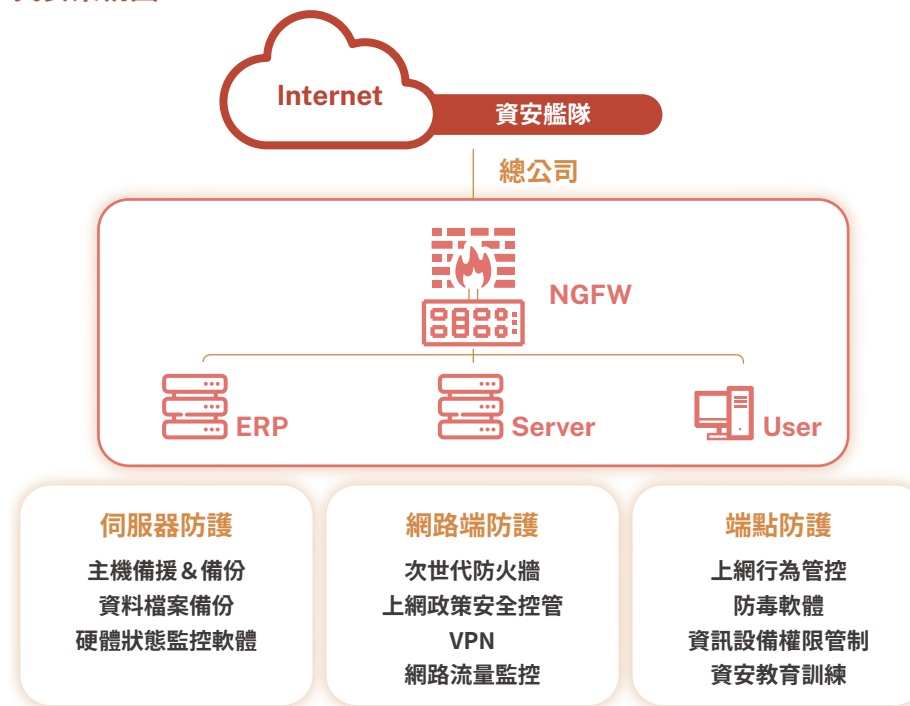 Internet
資安艦隊
總公司
NGFW
ERP
Server
User
伺服器防護
主機備援&備份
資料檔案備份
硬體狀態監控軟體
網路端防護
次世代防火牆
上網政策安全控管
VPN
網路流量監控
端點防護
上網行為管控
防毒軟體
資訊設備權限管制
資安教育訓練